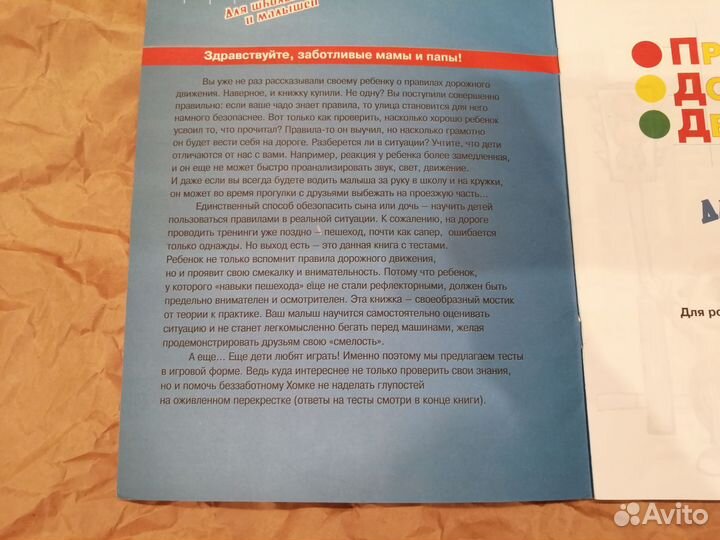 Для школ
и малышей
Здравствуйте, заботливые мамы и папы!
Вы уже не раз рассказывали своему ребенку о правилах дорожного
движения. Наверное, и книжку купили. Не одну? Вы поступили совершенно
правильно: если ваше чадо знает правила, то улица становится для него
намного безопаснее. Вот только как проверить, насколько хорошо ребенок
усвоил то, что прочитал? Правила-то он выучил, но насколько грамотно
он будет вести себя на дороге. Разберется ли в ситуации? Учтите, что дети
отличаются от нас с вами. Например, реакция у ребенка более замедленная,
и он еще не может быстро проанализировать звук, свет, движение.
И даже если вы всегда будете водить малыша за руку в школу и на кружки,
он может во время прогулки с друзьями выбежать на проезжую часть...
Единственный способ обезопасить сына или дочь – научить детей
пользоваться правилами в реальной ситуации. К сожалению, на дороге
проводить тренинги уже поздно – пешеход, почти как сапер, ошибается
только однажды. Но выход есть – это данная книга с тестами.
Ребенок не только вспомнит правила дорожного движения,
но и проявит свою смекалку и внимательность. Потому что ребенок,
у которого «навыки пешехода» еще не стали рефлекторными, должен быть
предельно внимателен и осмотрителен. Эта книжка – своеобразный мостик
от теории к практике. Ваш малыш научится самостоятельно оценивать
ситуацию и не станет легкомысленно бегать перед машинами, желая
продемонстрировать друзьям свою «смелость».
А еще... Еще дети любят играть! Именно поэтому мы предлагаем тесты
в игровой форме. Ведь куда интереснее не только проверить свои знания,
но и помочь беззаботному Хомке не наделать глупостей
на оживленном перекрестке (ответы на тесты смотри в конце книги).
Пр
До
Дв
Для ро
Avito